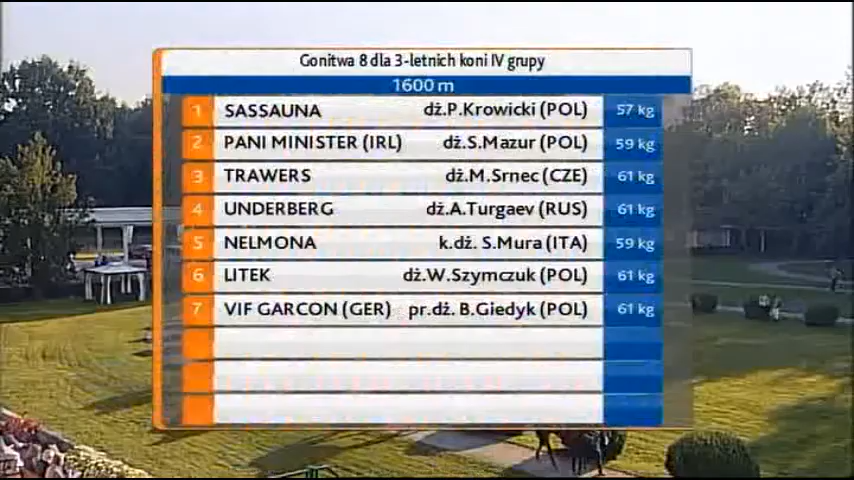 Gonitwa 8 dla 3-letnich koni IV grupy
1600 m
1 SASSAUNA dż.P.Krowicki (POL) 57 kg
2 PANI MINISTER (IRL) dż.S.Mazur (POL) 59 kg
3 TRAWERS dż.M.Srnec (CZE) 61 kg
4 UNDERBERG dż.A.Turgaev (RUS) 61 kg
5 NELMONA k.dż. S.Mura (ITA) 59 kg
6 LITEK dż.W.Szymczuk (POL) 61 kg
7 VIF GARCON (GER) pr.dż. B.Giedyk (POL) 61 kg